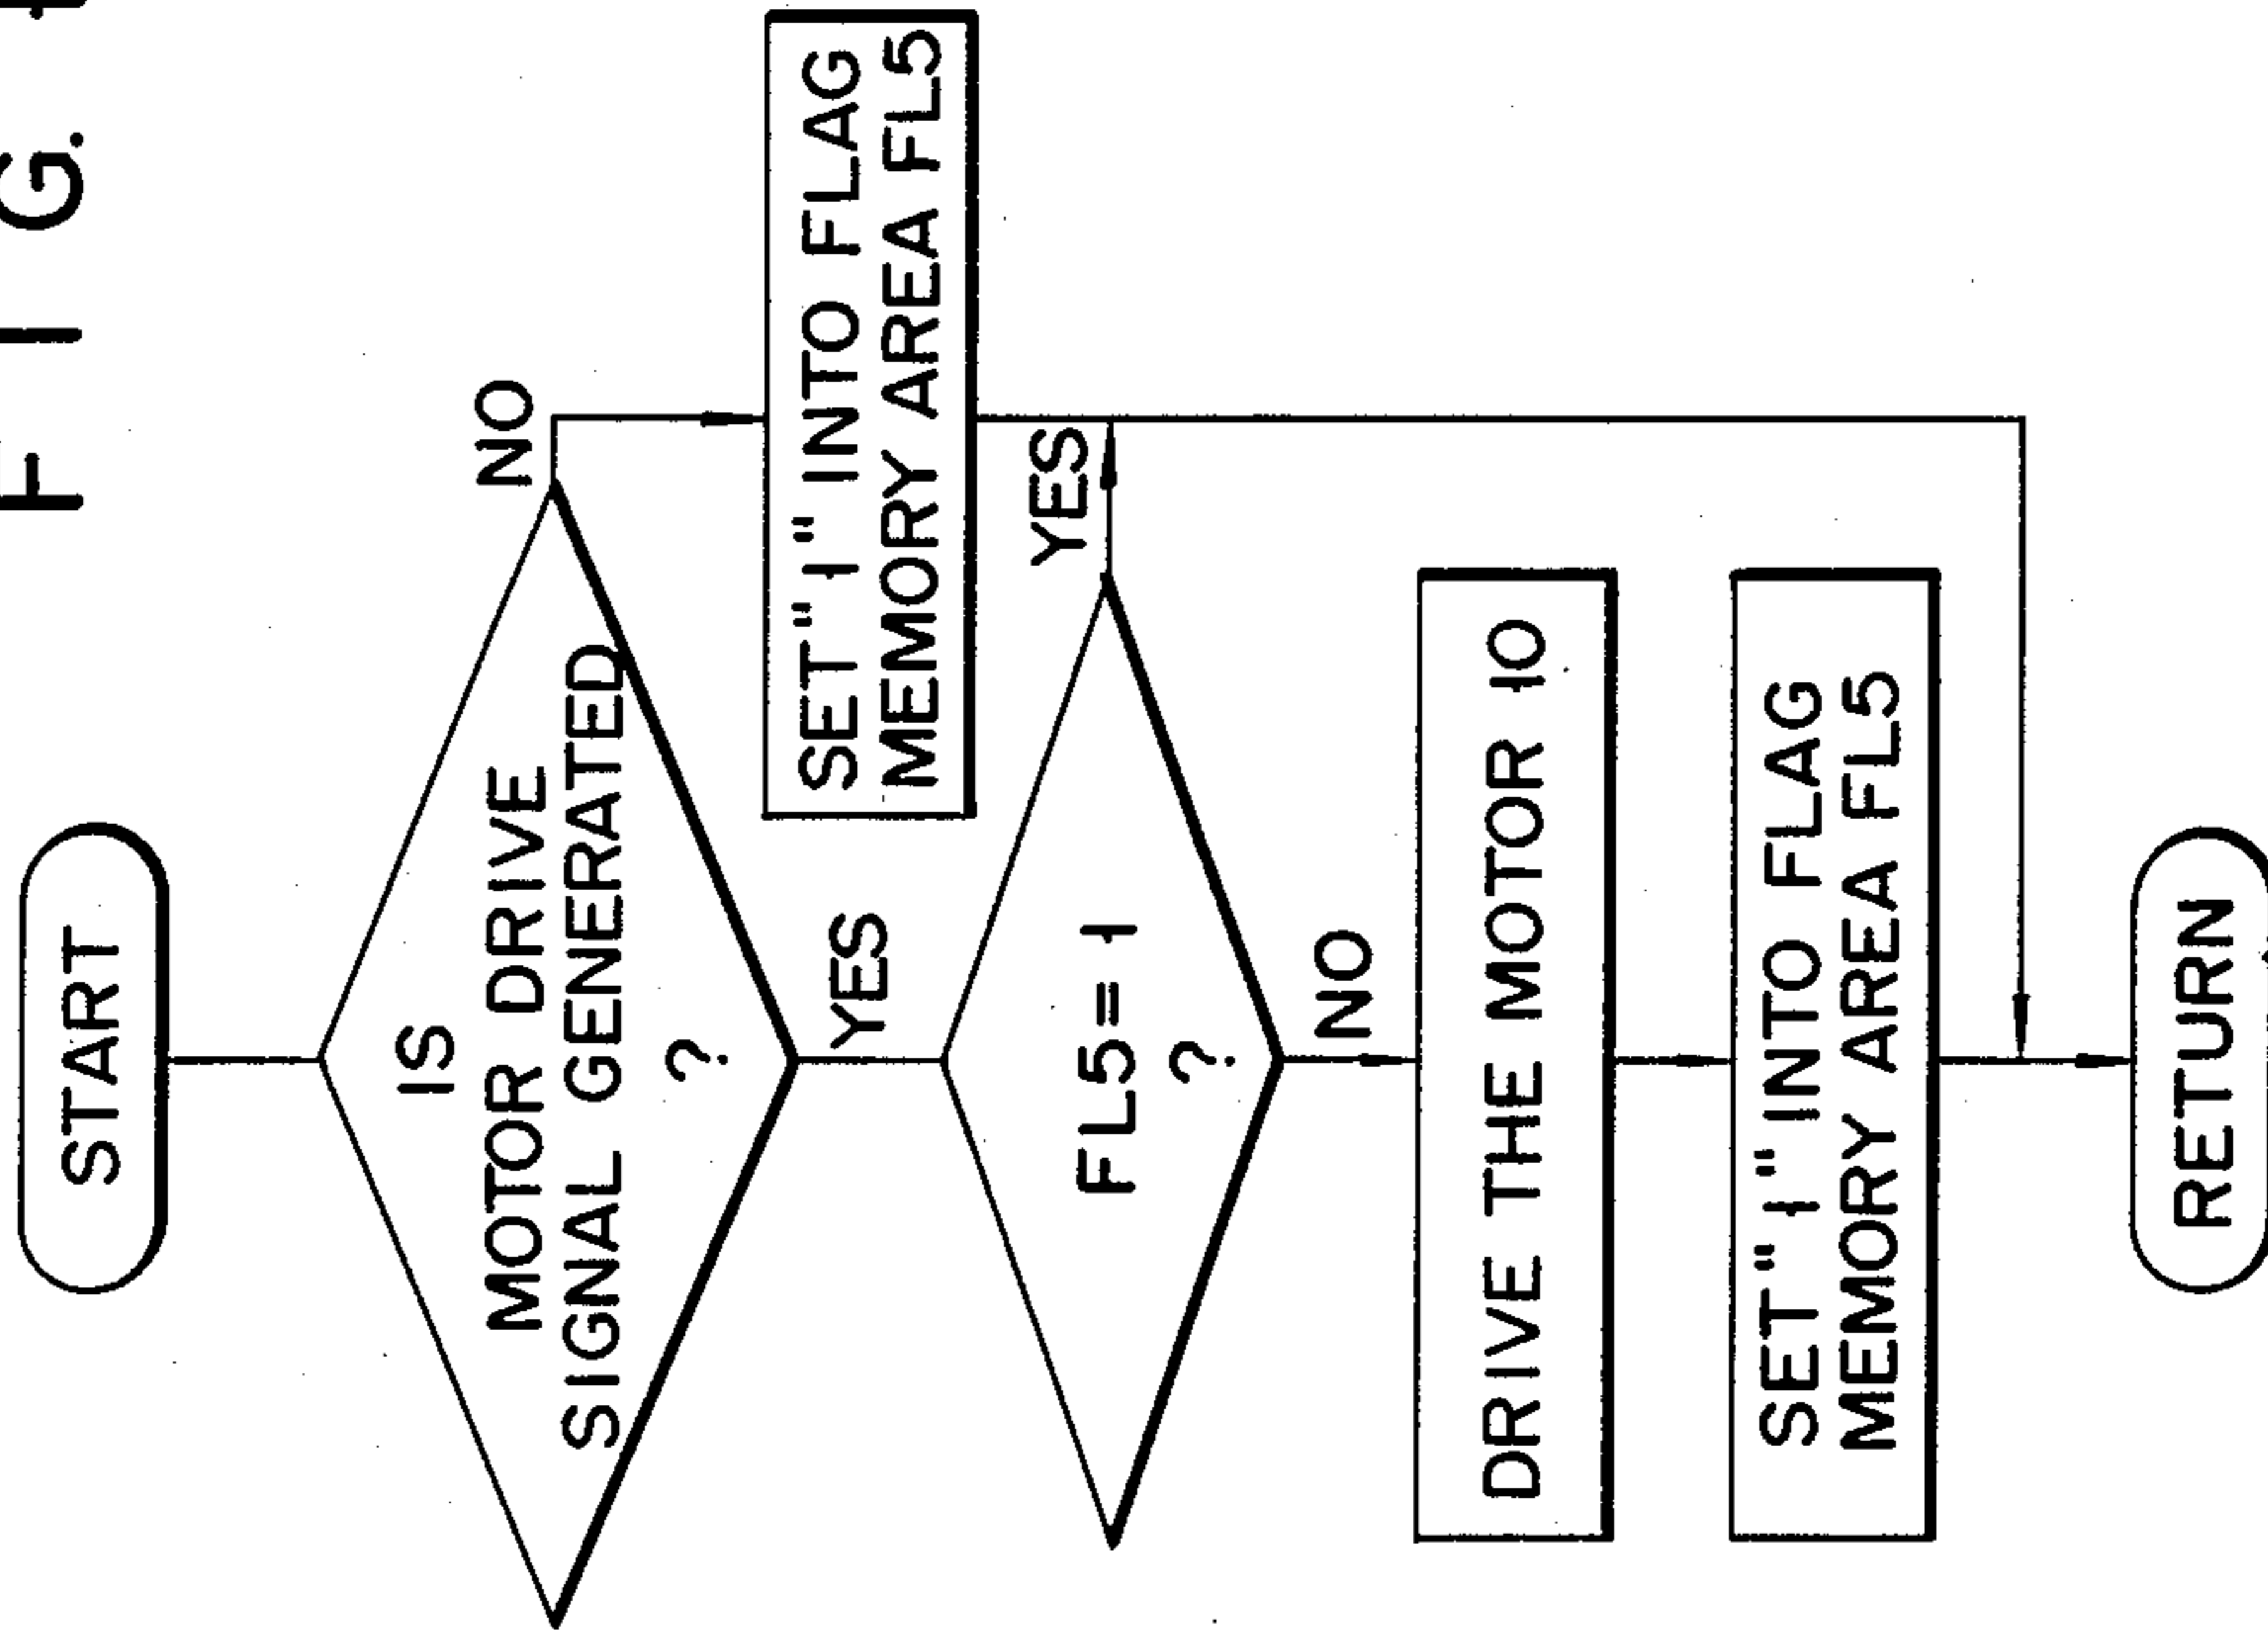 FIG.
START
IS
MOTOR DRIVE
SIGNAL GENERATED
?
NO
SET "1" INTO FLAG
MEMORY AREA FL5
YES
FL5=1
?
YES
NO
DRIVE THE MOTOR 10
SET "1" INTO FLAG
MEMORY AREA FL5
RETURN